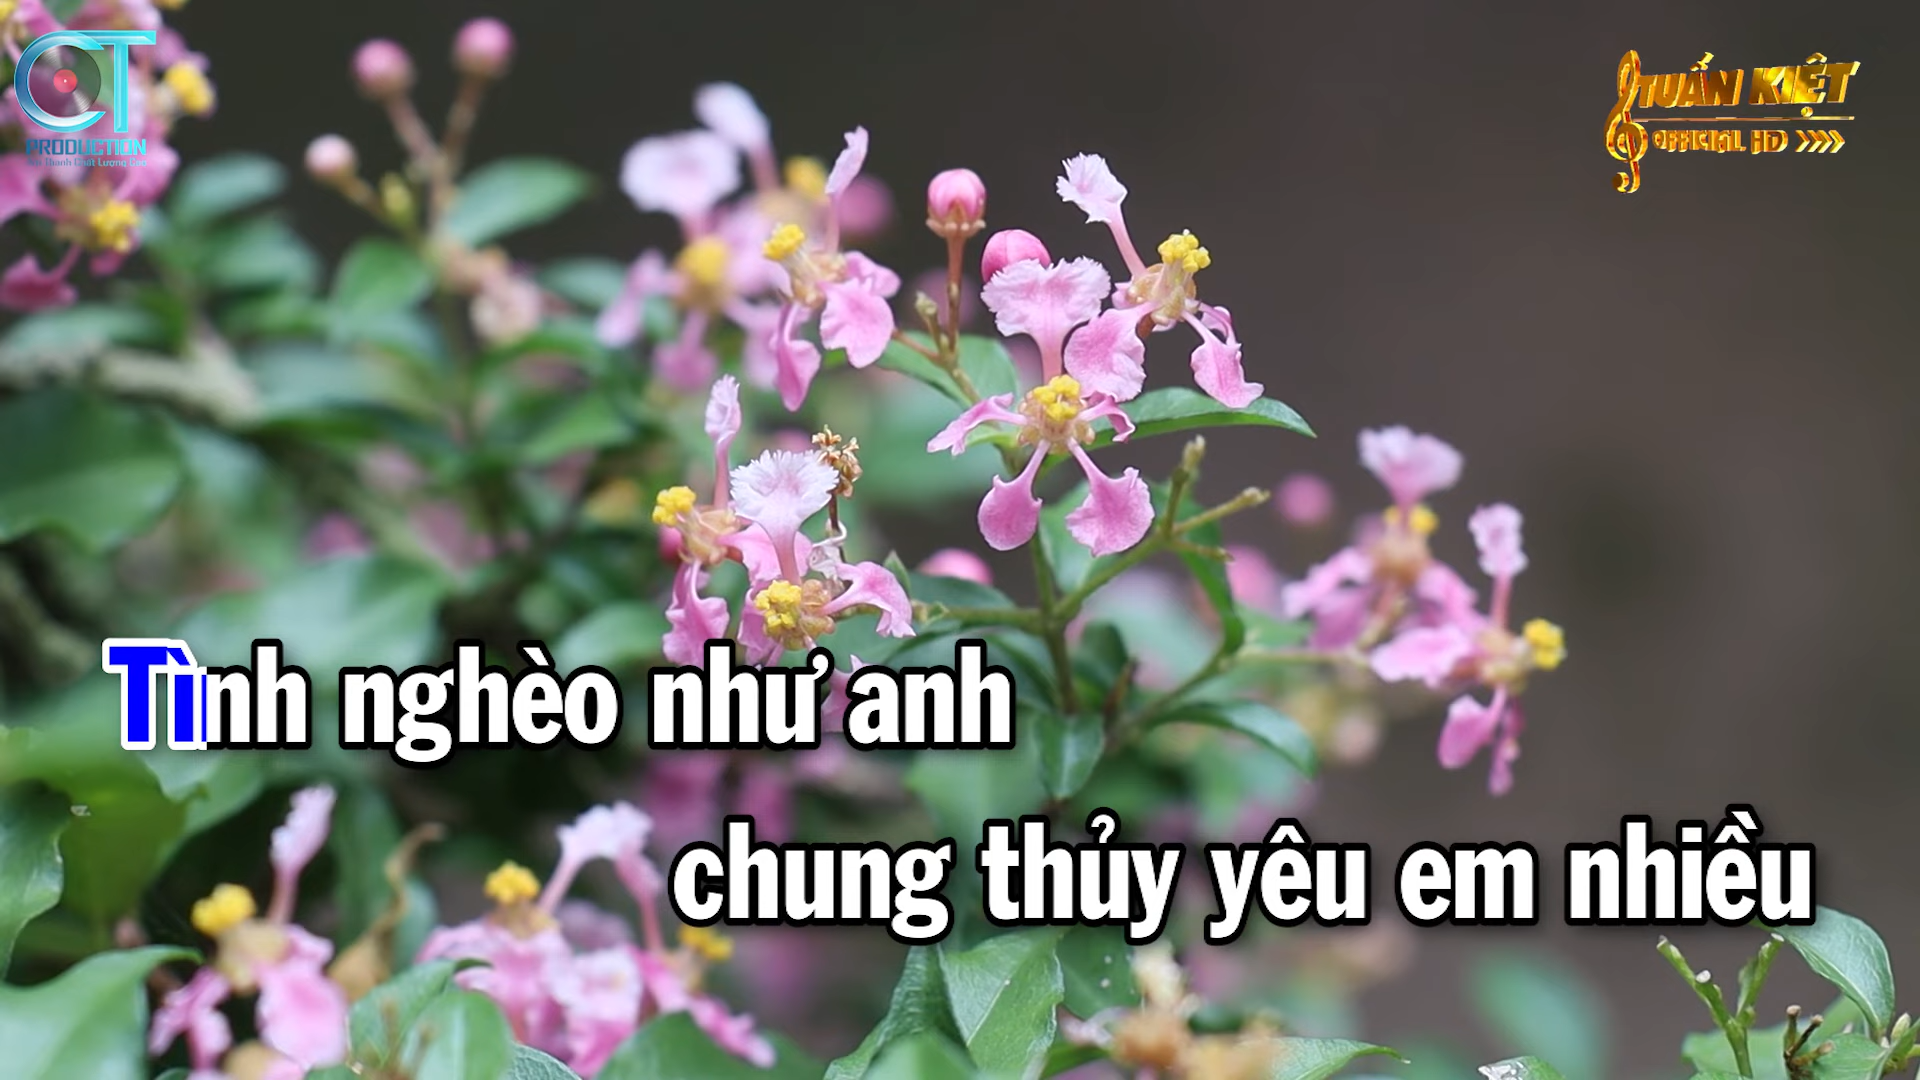 CT
PRODUCTION
TUẤN KIỆT
OFFICIAL HD
Tình nghèo như anh
chung thủy yêu em nhiều